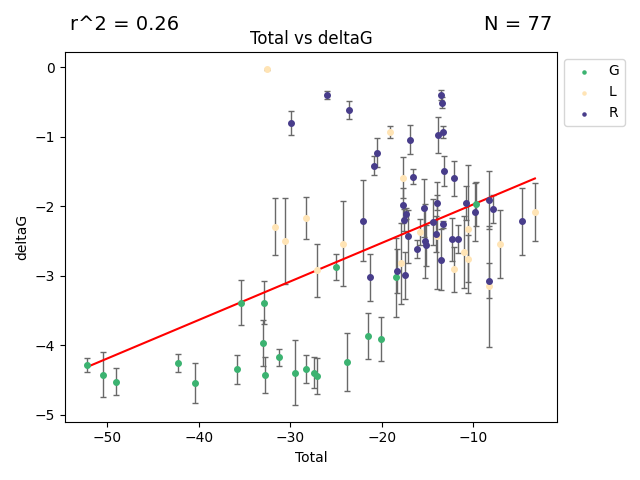 r^2 = 0.26
N = 77
Total vs deltaG
G
L
R
0
−1
−2
−3
−4
−5
deltaG
−50
−40
−30
−20
−10
Total